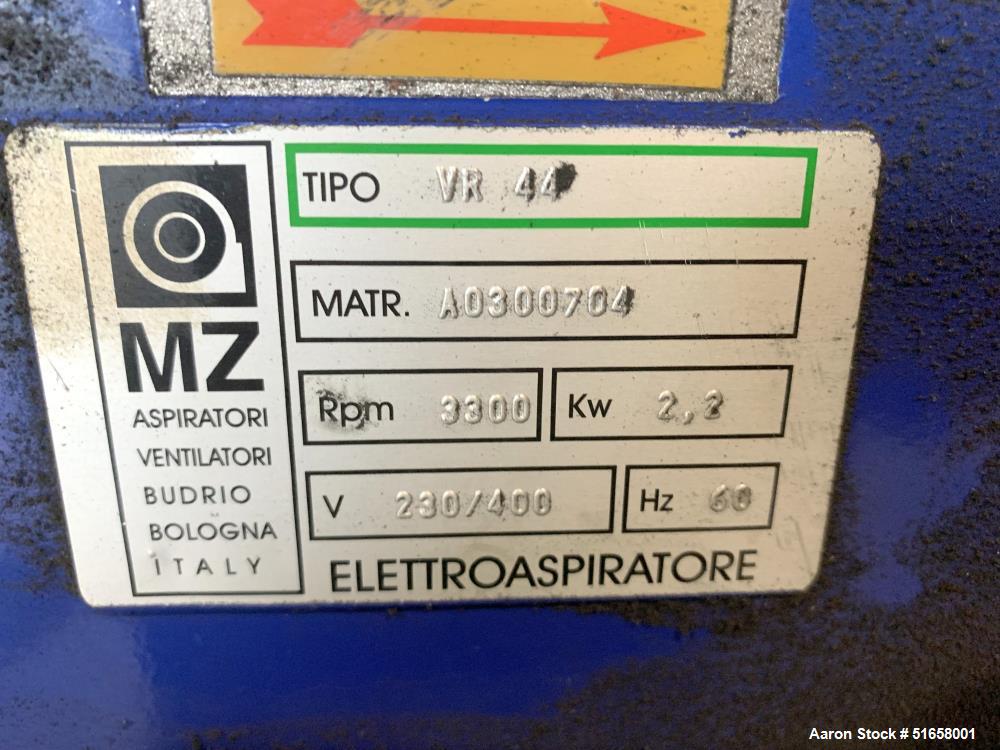 MZ
ASPIRATORI
VENTILATORI
BUDRIO
BOLOGNA
ITALY
TIPO VR 44
MATR. A0300704
Rpm 3300 Kw 2,2
V 230/400 Hz 60
ELETTROASPIRATORE
Aaron Stock # 51658001